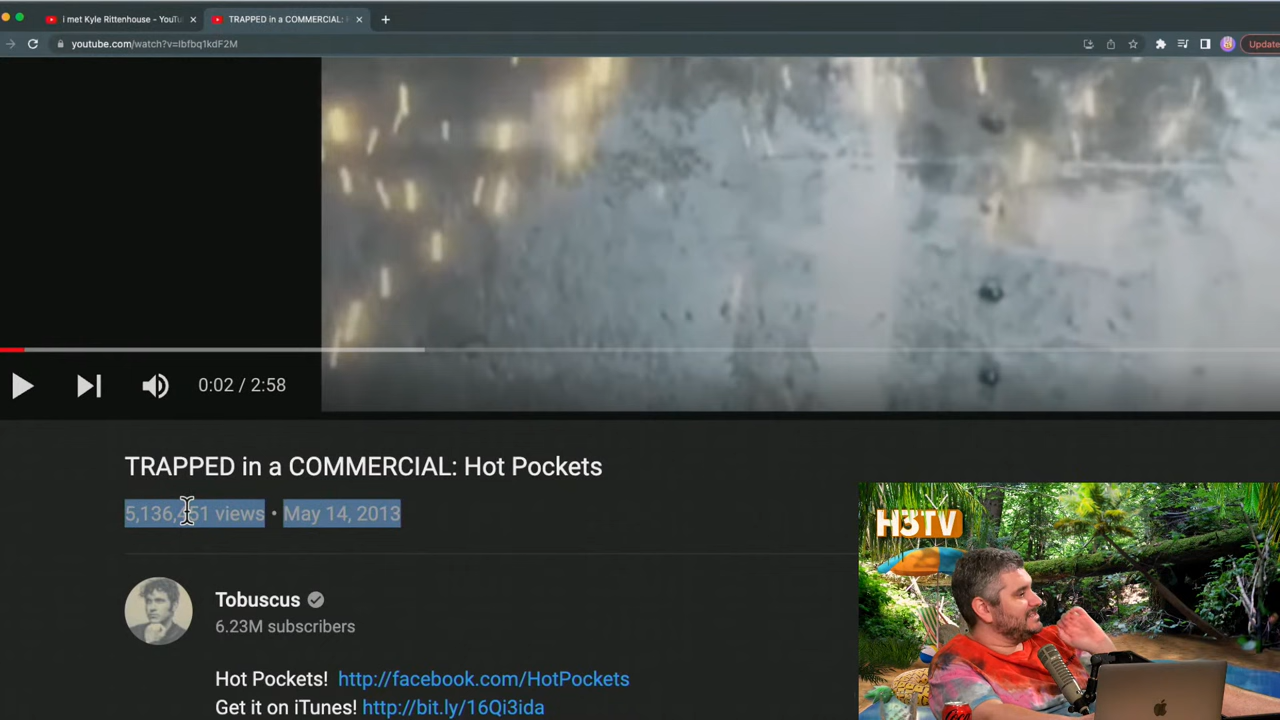 i met Kyle Rittenhouse - YouTu
TRAPPED in a COMMERCIAL:
youtube.com/watch?v=lbfbq1kdF2M
Update
0:02 / 2:58
TRAPPED in a COMMERCIAL: Hot Pockets
5,136,451 views • May 14, 2013
H3TV
Tobuscus
6.23M subscribers
Hot Pockets! http://facebook.com/HotPockets
Get it on iTunes! http://bit.ly/16Qi3ida